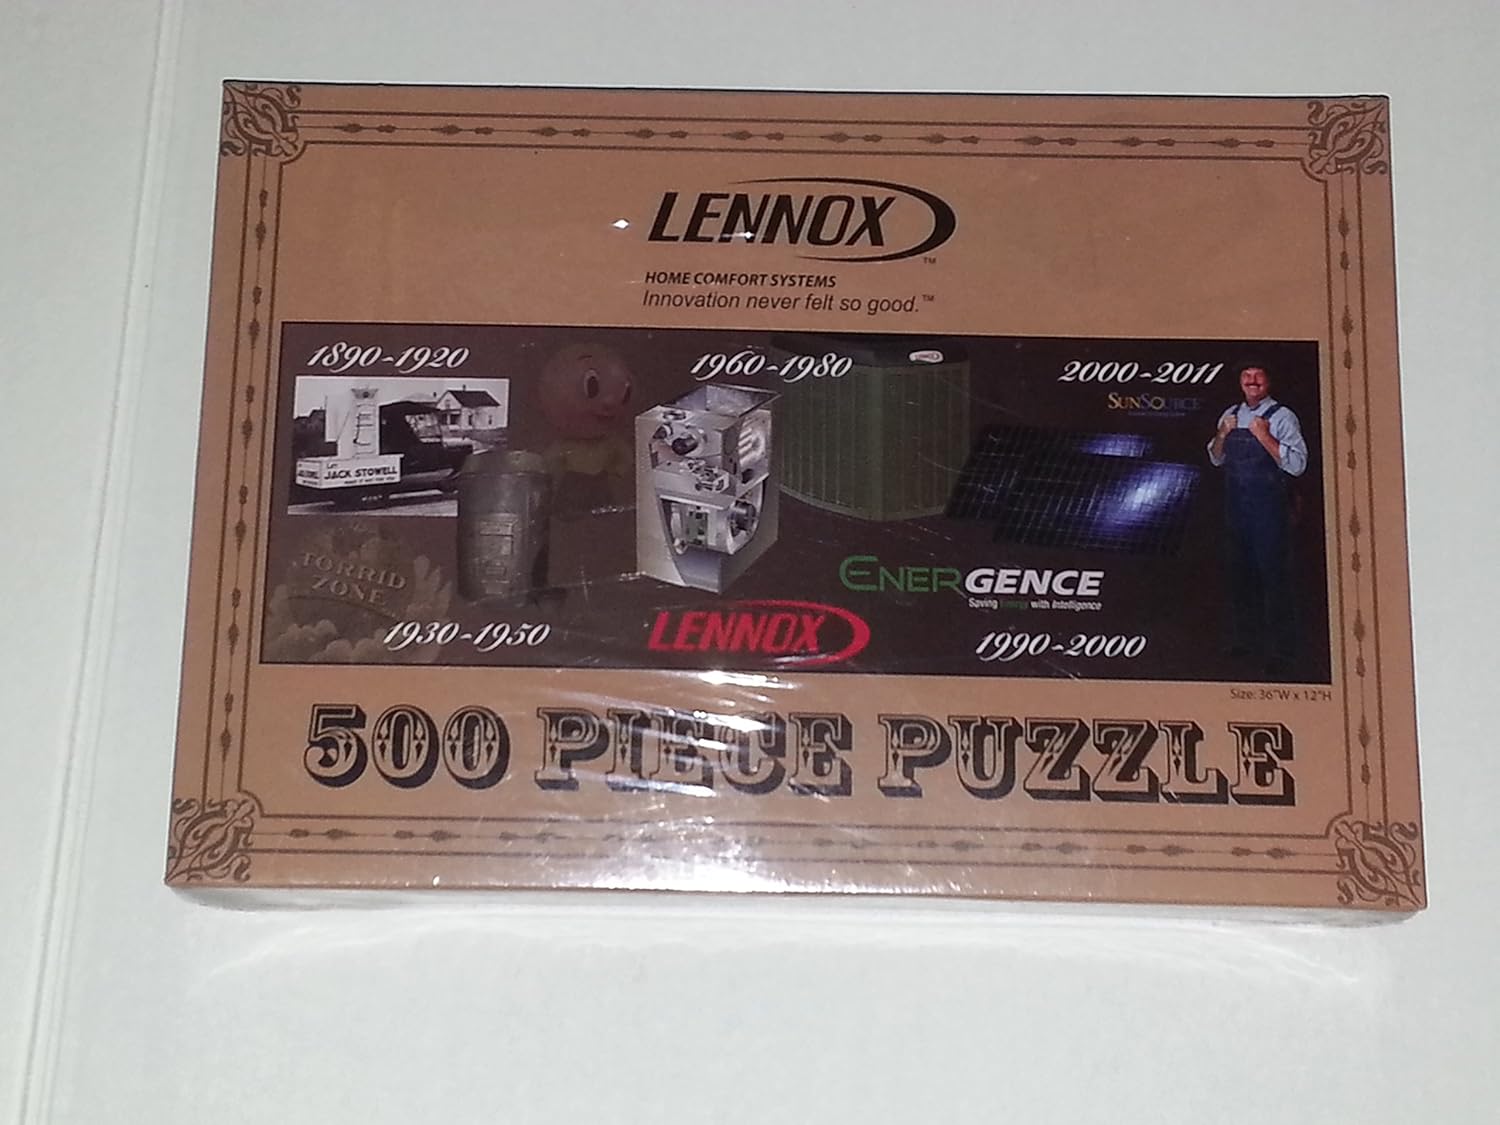 LENNOX
TM
HOME COMFORT SYSTEMS
Innovation never felt so good.™
1890-1920
1960-1980
2000-2011
SUNSOURCE
JACK STOWELL
TORRID
ZONE
ENERGENCE
Saving Energy with Intelligence
1930-1950
LENNOX
1990-2000
Size: 36"W x 12"H
500 PIECE PUZZLE